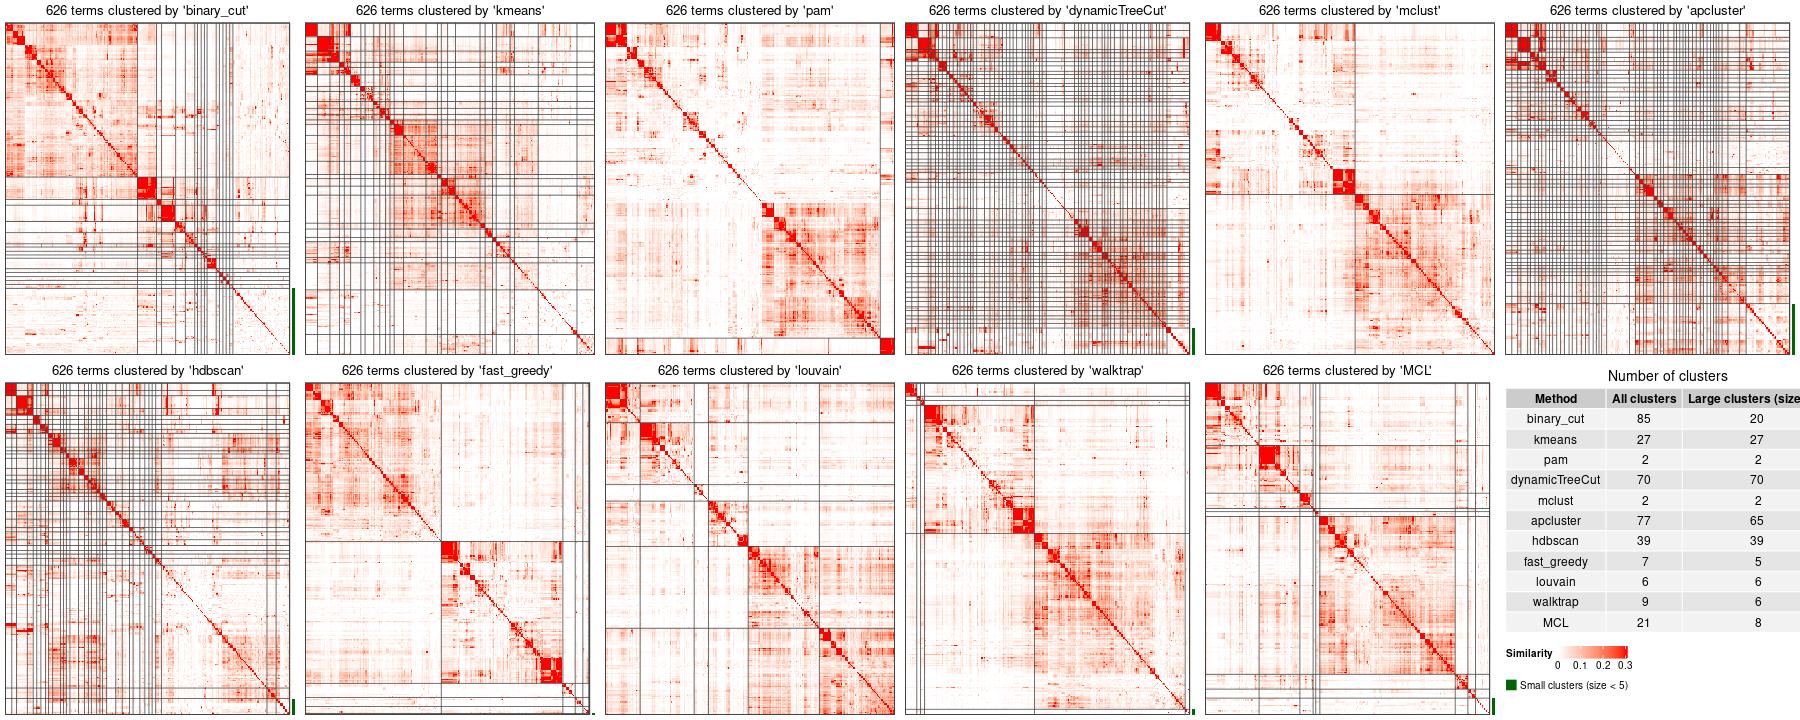 626 terms clustered by 'binary_cut'
626 terms clustered by 'kmeans'
626 terms clustered by 'pam'
626 terms clustered by 'dynamicTreeCut'
626 terms clustered by 'mclust'
626 terms clustered by 'apcluster'
626 terms clustered by 'hdbscan'
626 terms clustered by 'fast_greedy'
626 terms clustered by 'louvain'
626 terms clustered by 'walktrap'
626 terms clustered by 'MCL'
Number of clusters
Method All clusters Large clusters (size
binary_cut 85 20
kmeans 27 27
pam 2 2
dynamicTreeCut 70 70
mclust 2 2
apcluster 77 65
hdbscan 39 39
fast_greedy 7 5
louvain 6 6
walktrap 9 6
MCL 21 8
Similarity
0 0.1 0.2 0.3
Small clusters (size < 5)